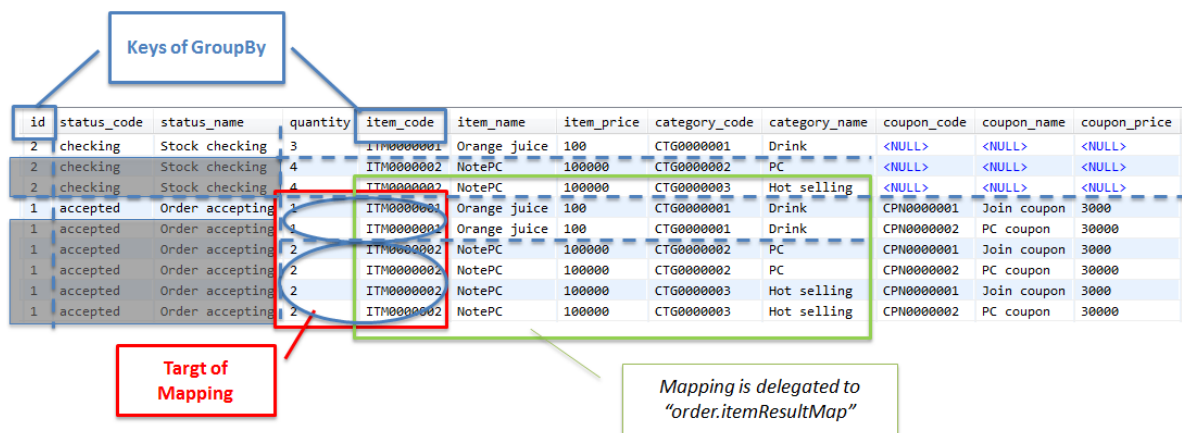 Keys of GroupBy
id status_code status_name quantity item_code item_name item_price category_code category_name coupon_code coupon_name coupon_price
2 checking Stock checking 3 ITM0000001 Orange juice 100 CTG0000001 Drink <NULL> <NULL> <NULL>
2 checking Stock checking 4 ITM0000002 NotePC 100000 CTG0000002 PC <NULL> <NULL> <NULL>
2 checking Stock checking 4 ITM0000002 NotePC 100000 CTG0000003 Hot selling <NULL> <NULL> <NULL>
1 accepted Order accepting 1 ITM0000001 Orange juice 100 CTG0000001 Drink CPN0000001 Join coupon 3000
1 accepted Order accepting 1 ITM0000001 Orange juice 100 CTG0000001 Drink CPN0000002 PC coupon 30000
1 accepted Order accepting 2 ITM0000002 NotePC 100000 CTG0000002 PC CPN0000001 Join coupon 3000
1 accepted Order accepting 2 ITM0000002 NotePC 100000 CTG0000002 PC CPN0000002 PC coupon 30000
1 accepted Order accepting 2 ITM0000002 NotePC 100000 CTG0000003 Hot selling CPN0000001 Join coupon 3000
1 accepted Order accepting 2 ITM0000002 NotePC 100000 CTG0000003 Hot selling CPN0000002 PC coupon 30000
Targt of
Mapping
Mapping is delegated to
“order.itemResultMap”